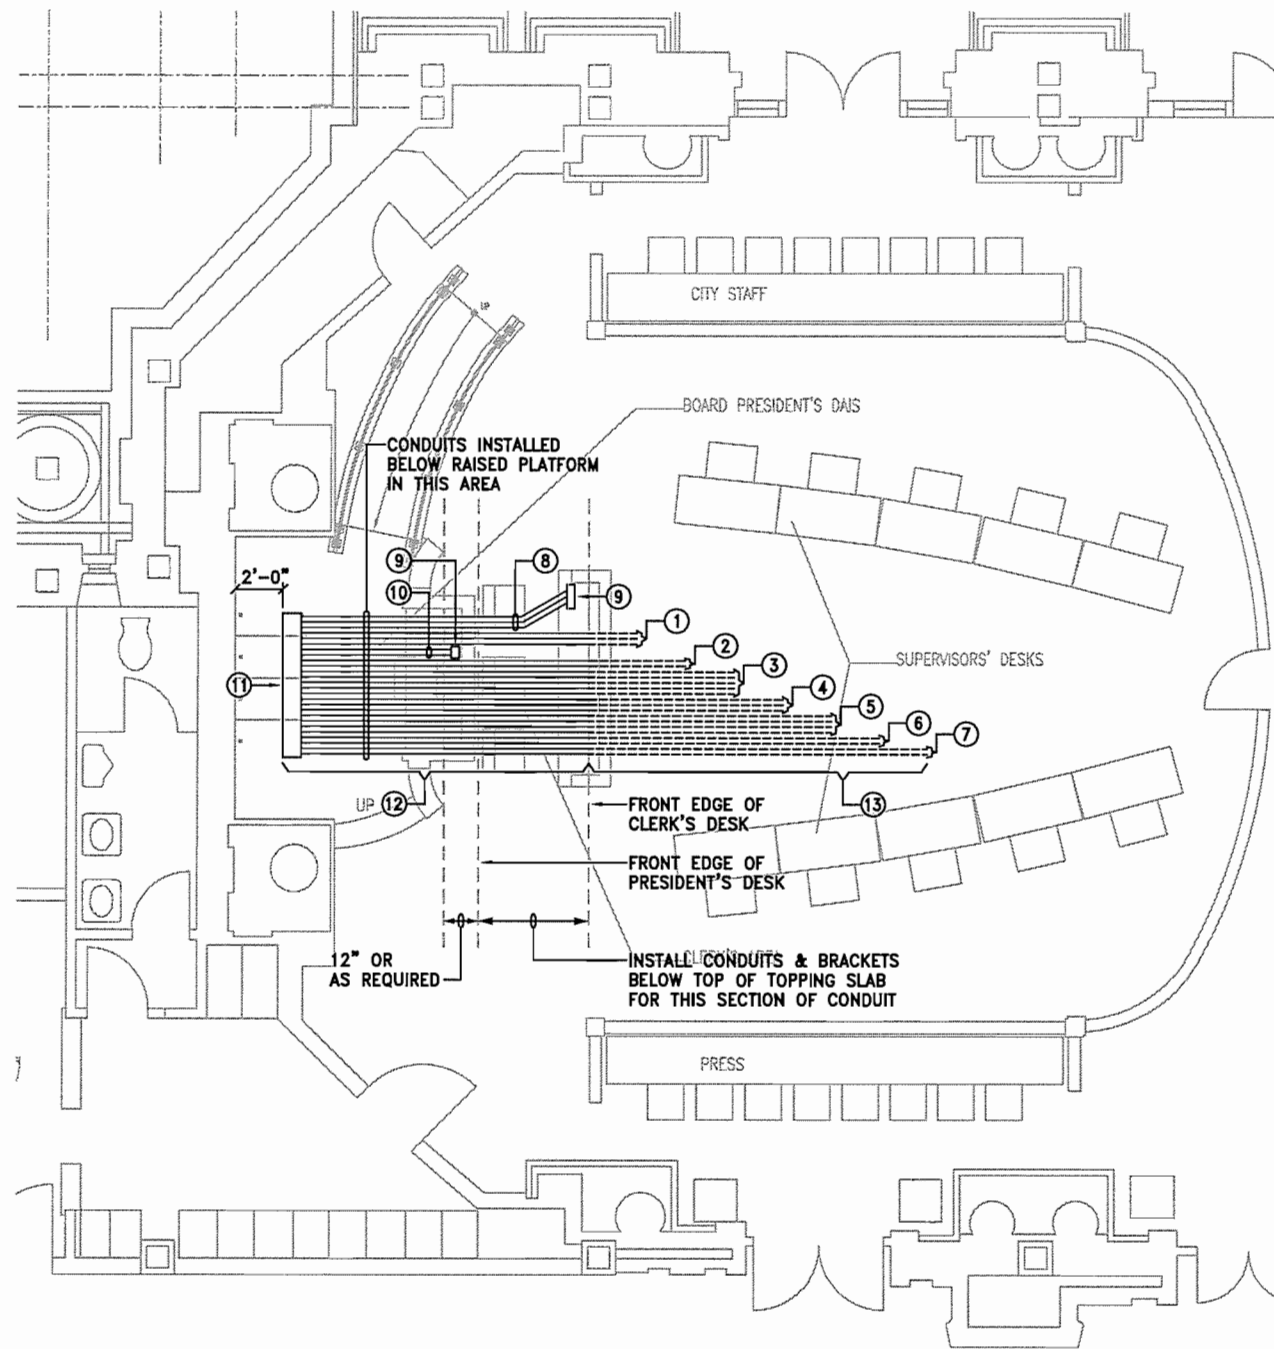 CITY STAFF
UP
BOARD PRESIDENT'S DAIS
CONDUITS INSTALLED
BELOW RAISED PLATFORM
IN THIS AREA
2'-0"
9
8
10
9
1
2
3
4
5
6
7
11
SUPERVISORS' DESKS
UP
12
13
FRONT EDGE OF
CLERK'S DESK
FRONT EDGE OF
PRESIDENT'S DESK
12" OR
AS REQUIRED
INSTALL CONDUITS & BRACKETS
BELOW TOP OF TOPPING SLAB
FOR THIS SECTION OF CONDUIT
PRESS